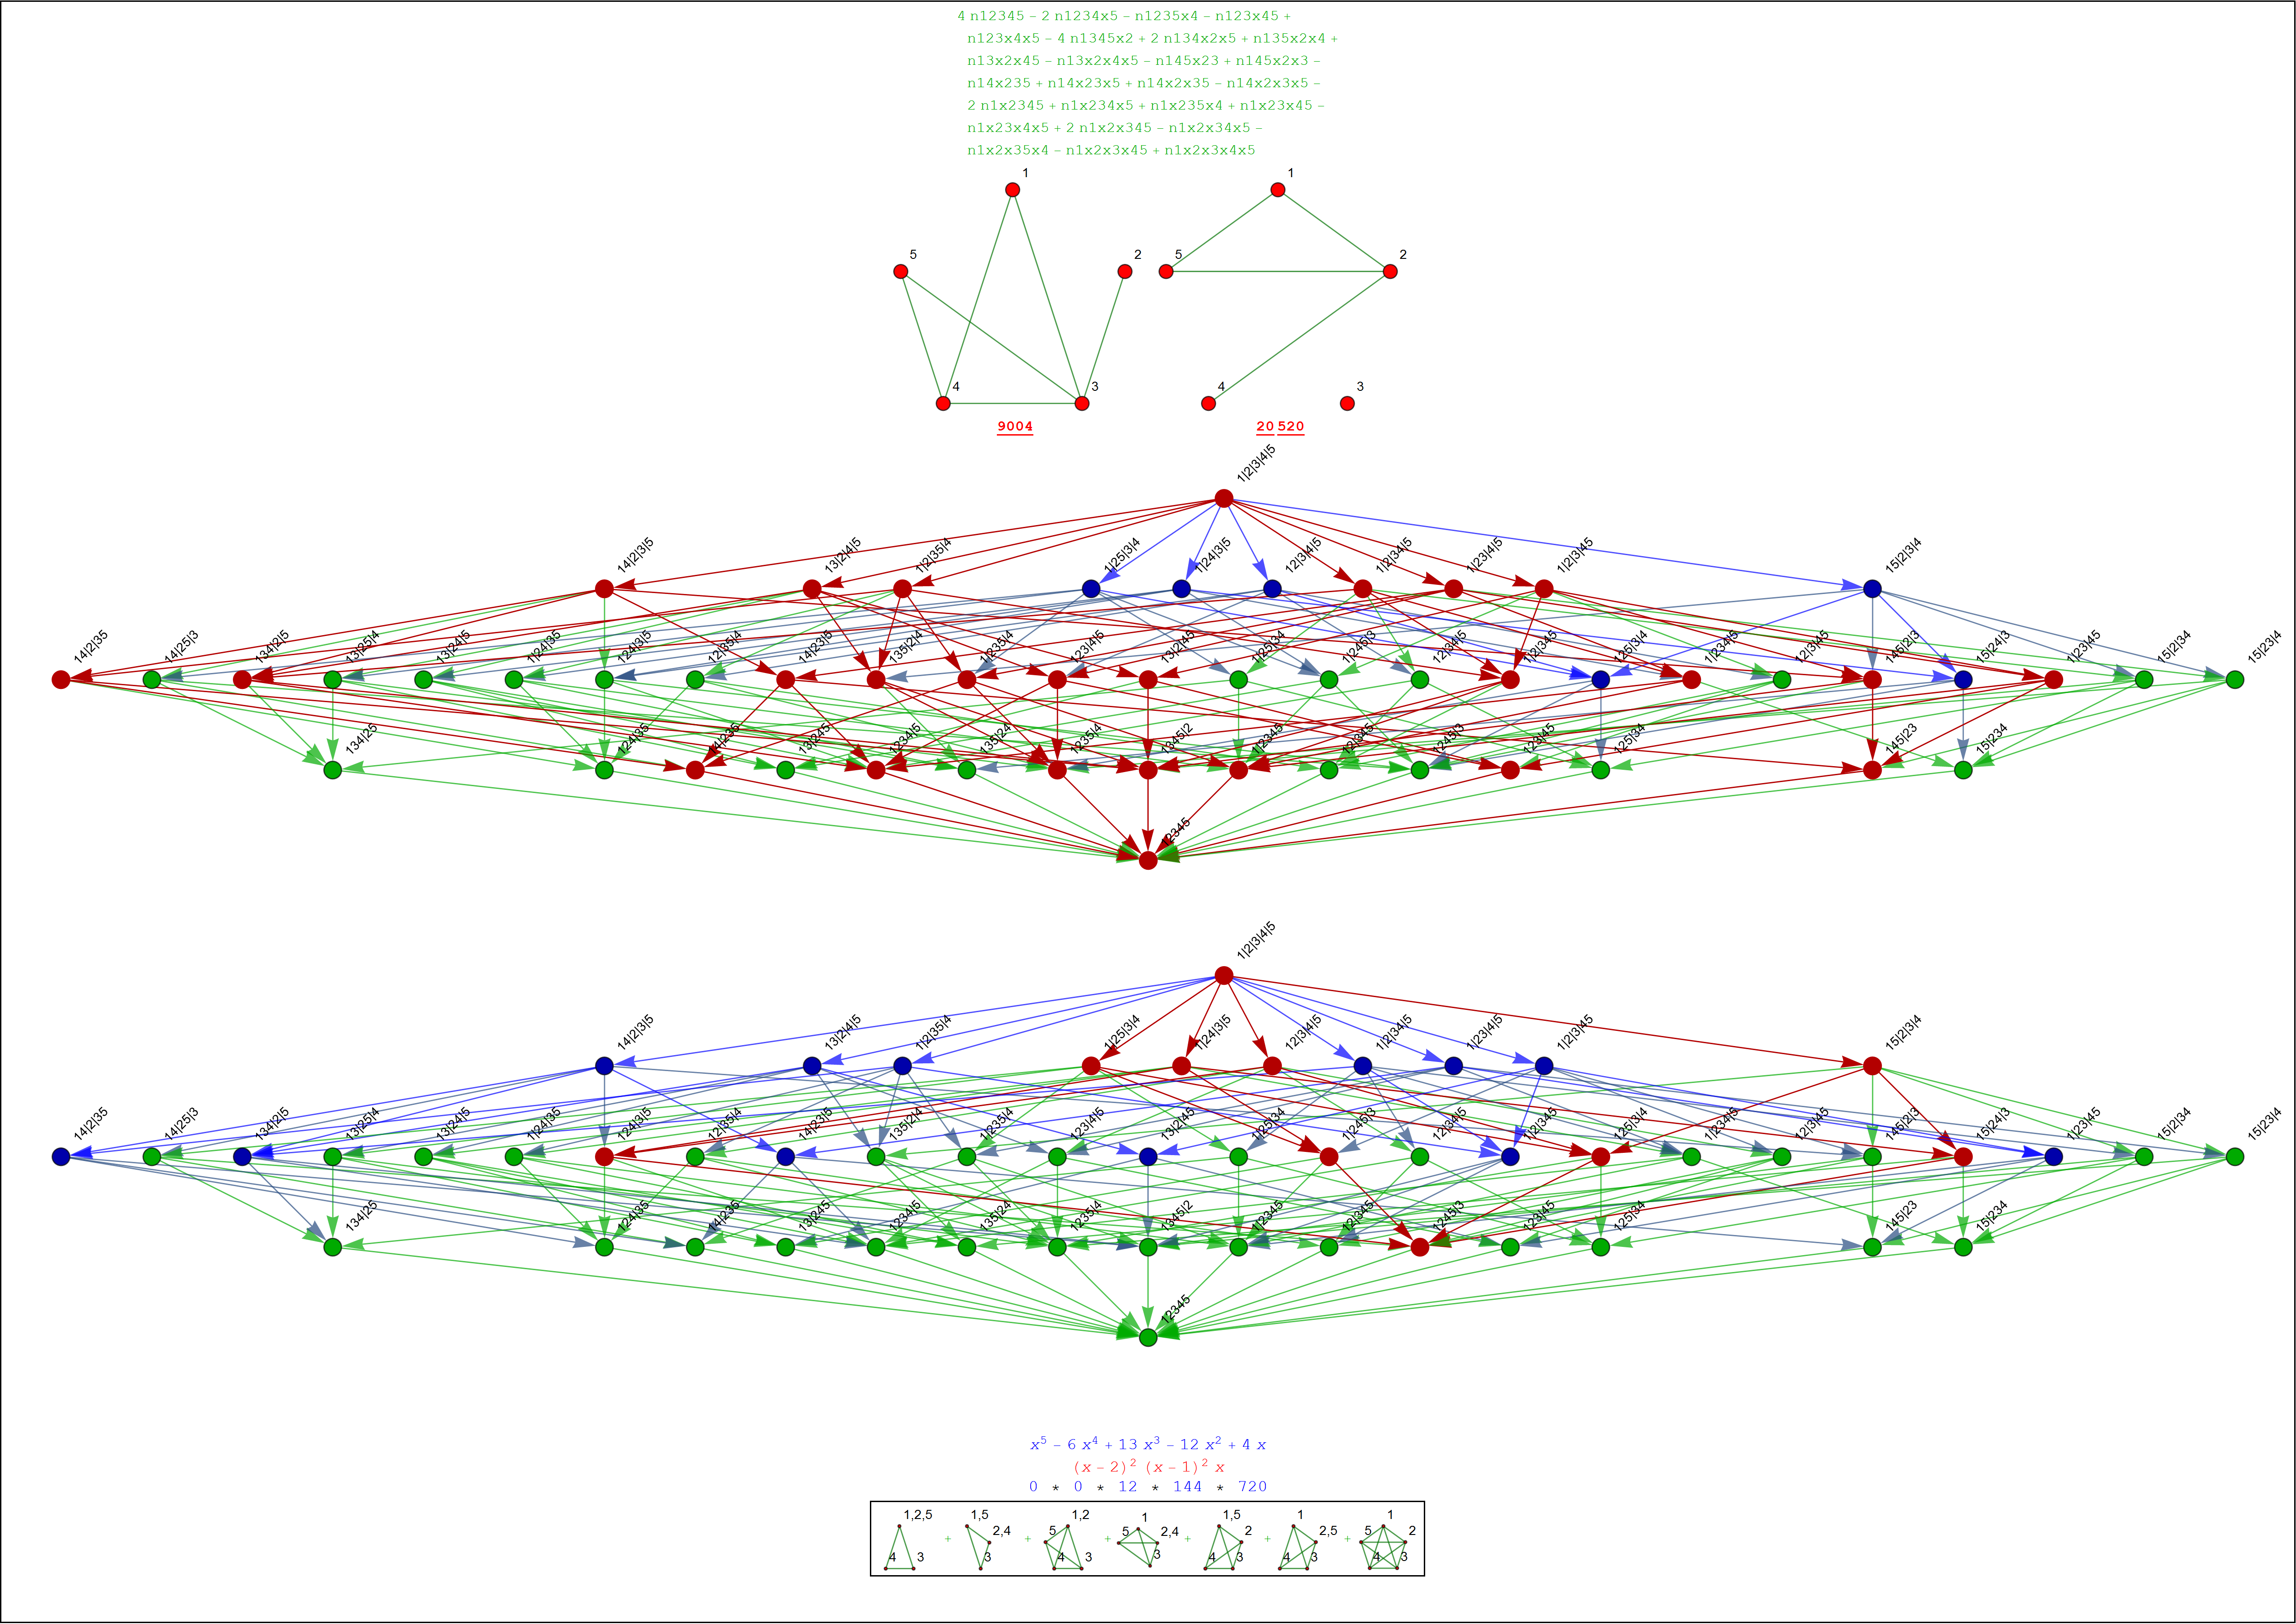 4 n12345 − 2 n1234x5 − n1235x4 − n123x45 +
n123x4x5 − 4 n1345x2 + 2 n134x2x5 + n135x2x4 +
n13x2x45 − n13x2x4x5 − n145x23 + n145x2x3 −
n14x235 + n14x23x5 + n14x2x35 − n14x2x3x5 −
2 n1x2345 + n1x234x5 + n1x235x4 + n1x23x45 −
n1x23x4x5 + 2 n1x2x345 − n1x2x34x5 −
n1x2x35x4 − n1x2x3x45 + n1x2x3x4x5
1 1
5 2 5 2
4 3 4 3
9004 20 520
1|2|3|4|5
14|2|3|5 13|2|4|5 1|2|35|4 1|25|3|4 1|24|3|5 12|3|4|5 1|2|34|5 1|23|4|5 1|2|3|45 15|2|3|4
14|2|35 14|25|3 134|2|5 13|25|4 13|24|5 1|24|35 124|3|5 12|35|4 14|23|5 135|2|4 1|235|4 123|4|5 13|2|45 1|25|34 1|245|3 12|34|5 1|2|345 125|3|4 1|234|5 12|3|45 145|2|3 15|24|3 1|23|45 15|2|34 15|23|4
134|25 124|35 14|235 13|245 1234|5 135|24 1235|4 1345|2 1|2345 12|345 1245|3 123|45 125|34 145|23 15|234
12345
1|2|3|4|5
14|2|3|5 13|2|4|5 1|2|35|4 1|25|3|4 1|24|3|5 12|3|4|5 1|2|34|5 1|23|4|5 1|2|3|45 15|2|3|4
14|2|35 14|25|3 134|2|5 13|25|4 13|24|5 1|24|35 124|3|5 12|35|4 14|23|5 135|2|4 1|235|4 123|4|5 13|2|45 1|25|34 1|245|3 12|34|5 1|2|345 125|3|4 1|234|5 12|3|45 145|2|3 15|24|3 1|23|45 15|2|34 15|23|4
134|25 124|35 14|235 13|245 1234|5 135|24 1235|4 1345|2 1|2345 12|345 1245|3 123|45 125|34 145|23 15|234
12345
x⁵ − 6 x⁴ + 13 x³ − 12 x² + 4 x
(x − 2)² (x − 1)² x
0 * 0 * 12 * 144 * 720
1,2,5 4 3 + 1,5 2,4 3 + 1,2 5 4 3 + 1 5 2,4 3 + 1,5 2 4 3 + 1 2,5 4 3 + 1 5 2 4 3